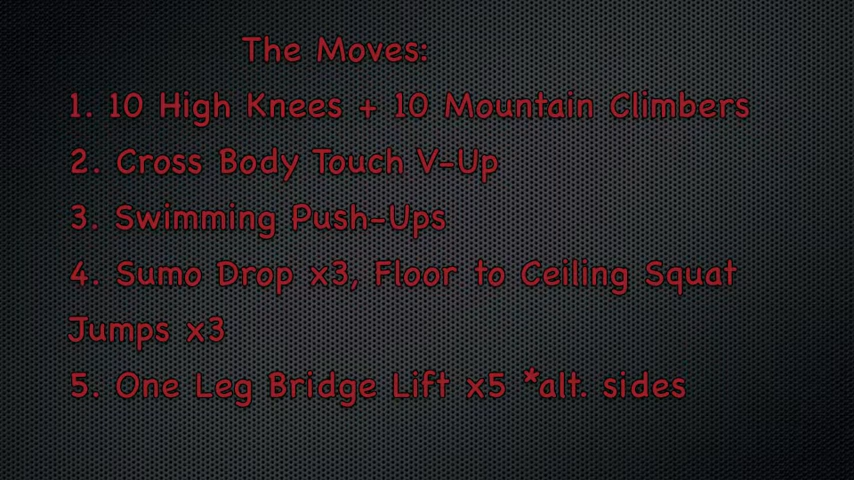 The Moves:
1. 10 High Knees + 10 Mountain Climbers
2. Cross Body Touch V-Up
3. Swimming Push-Ups
4. Sumo Drop x3, Floor to Ceiling Squat
Jumps x3
5. One Leg Bridge Lift x5 *alt. sides